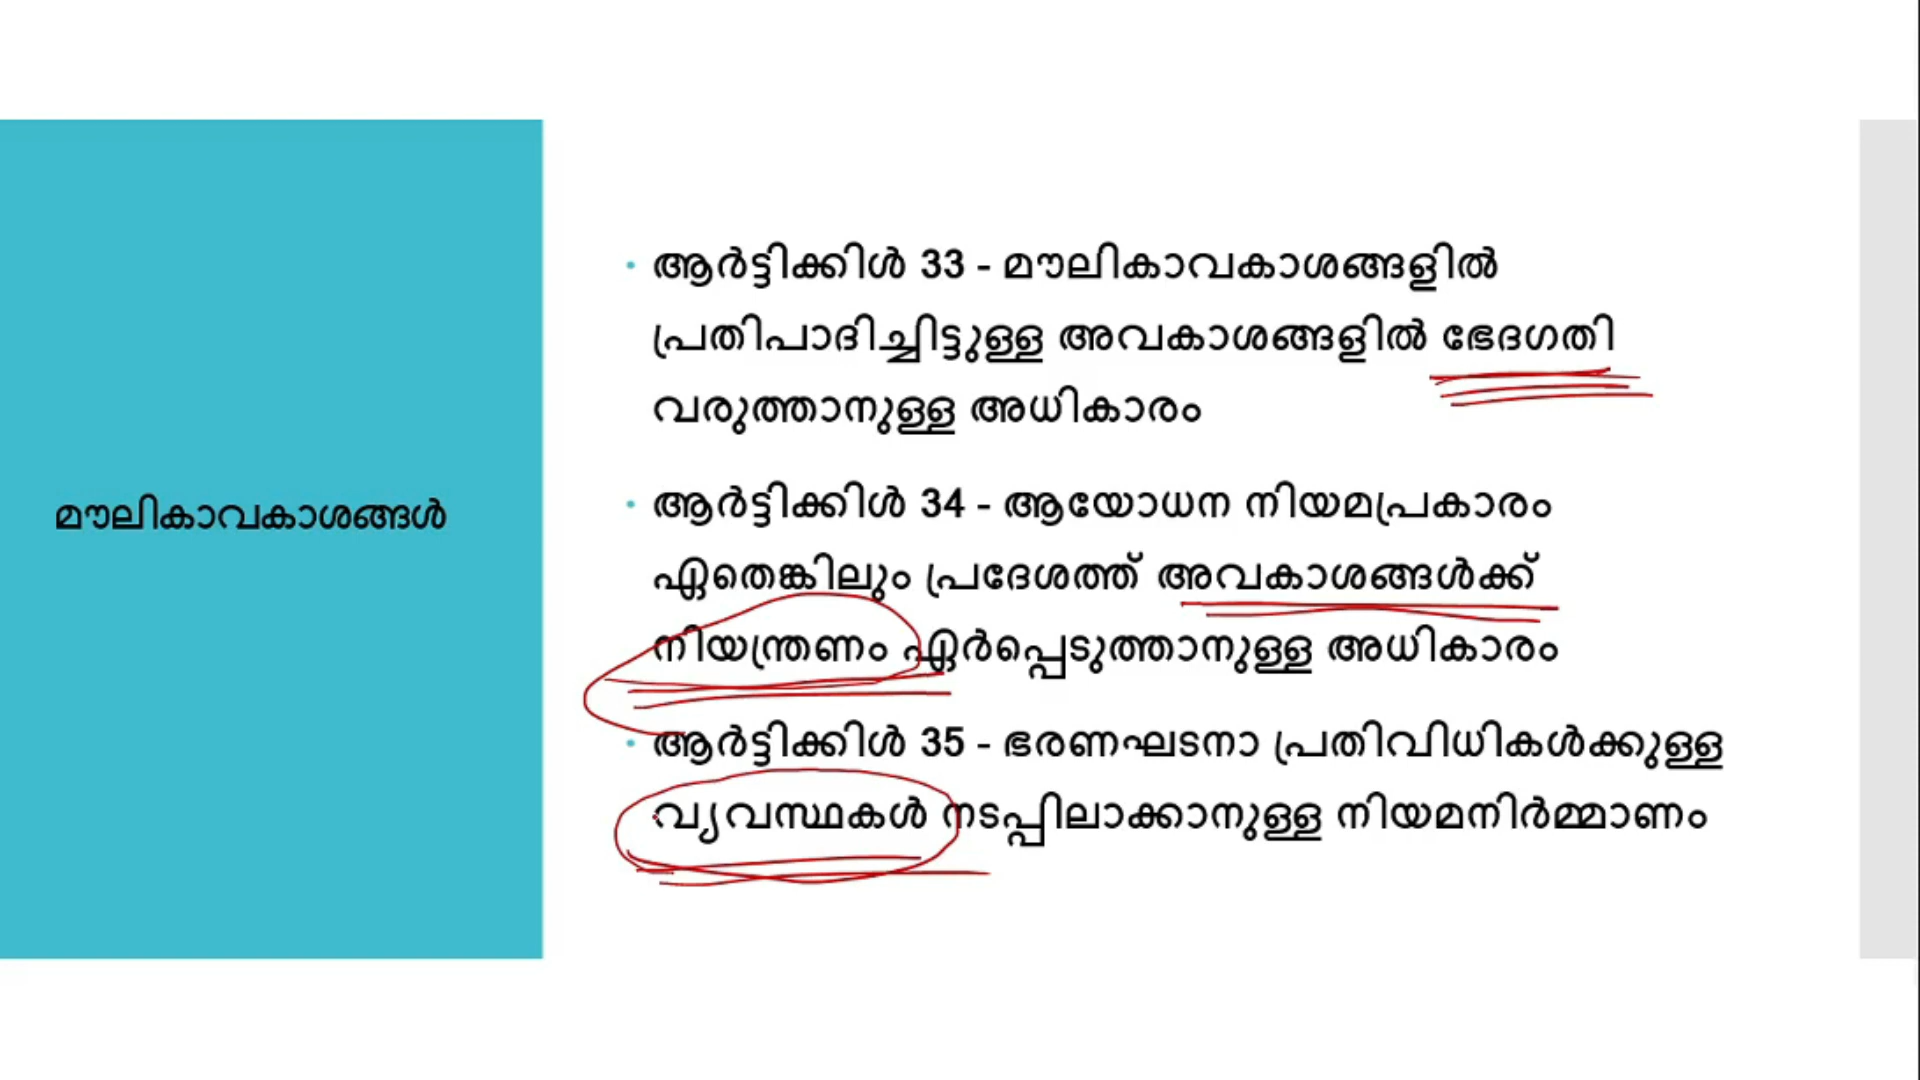 മൗലികാവകാശങ്ങൾ
• ആർട്ടിക്കിൾ 33 - മൗലികാവകാശങ്ങളിൽ
പ്രതിപാദിച്ചിട്ടുള്ള അവകാശങ്ങളിൽ ഭേദഗതി
വരുത്താനുള്ള അധികാരം
• ആർട്ടിക്കിൾ 34 - ആയോധന നിയമപ്രകാരം
ഏതെങ്കിലും പ്രദേശത്ത് അവകാശങ്ങൾക്ക്
നിയന്ത്രണം ഏർപ്പെടുത്താനുള്ള അധികാരം
• ആർട്ടിക്കിൾ 35 - ഭരണഘടനാ പ്രതിവിധികൾക്കുള്ള
വ്യവസ്ഥകൾ നടപ്പിലാക്കാനുള്ള നിയമനിർമ്മാണം